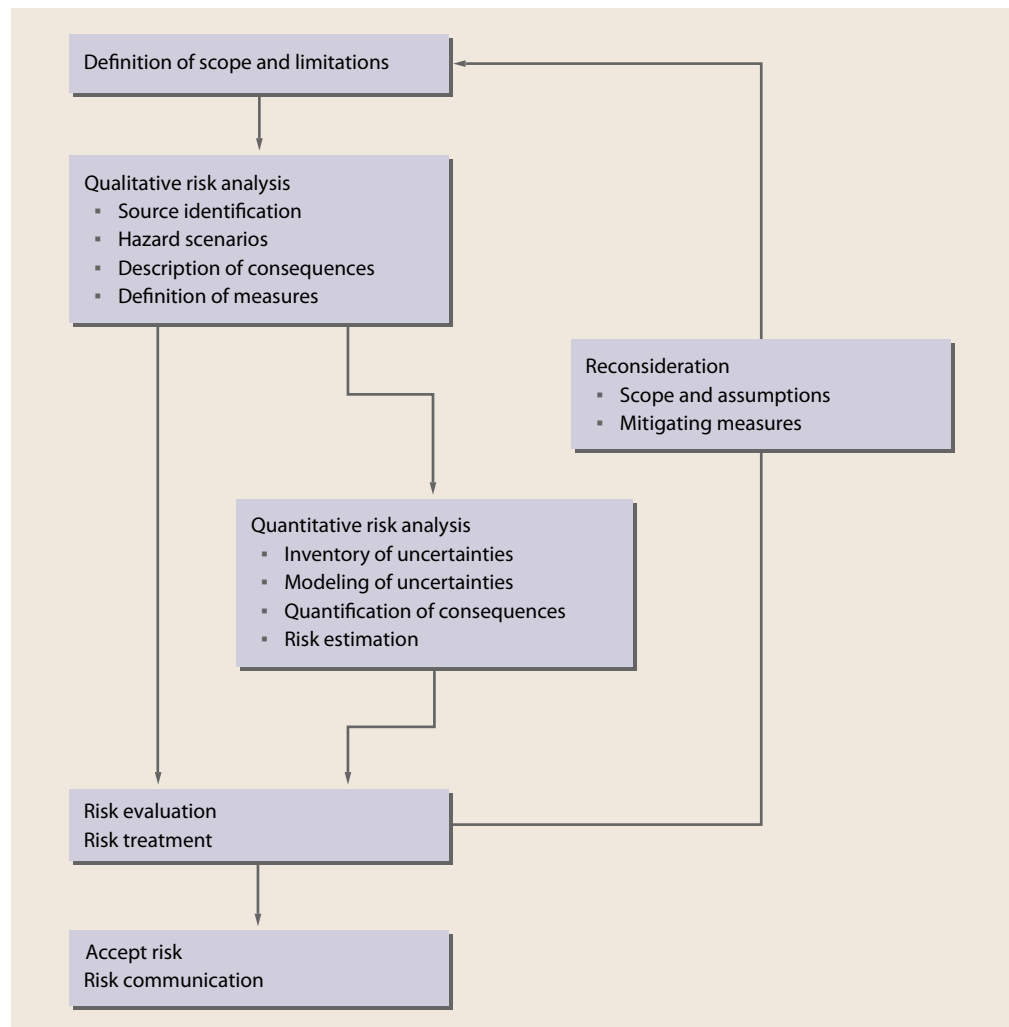 Definition of scope and limitations
Qualitative risk analysis
▪ Source identification
▪ Hazard scenarios
▪ Description of consequences
▪ Definition of measures
Reconsideration
▪ Scope and assumptions
▪ Mitigating measures
Quantitative risk analysis
▪ Inventory of uncertainties
▪ Modeling of uncertainties
▪ Quantification of consequences
▪ Risk estimation
Risk evaluation
Risk treatment
Accept risk
Risk communication